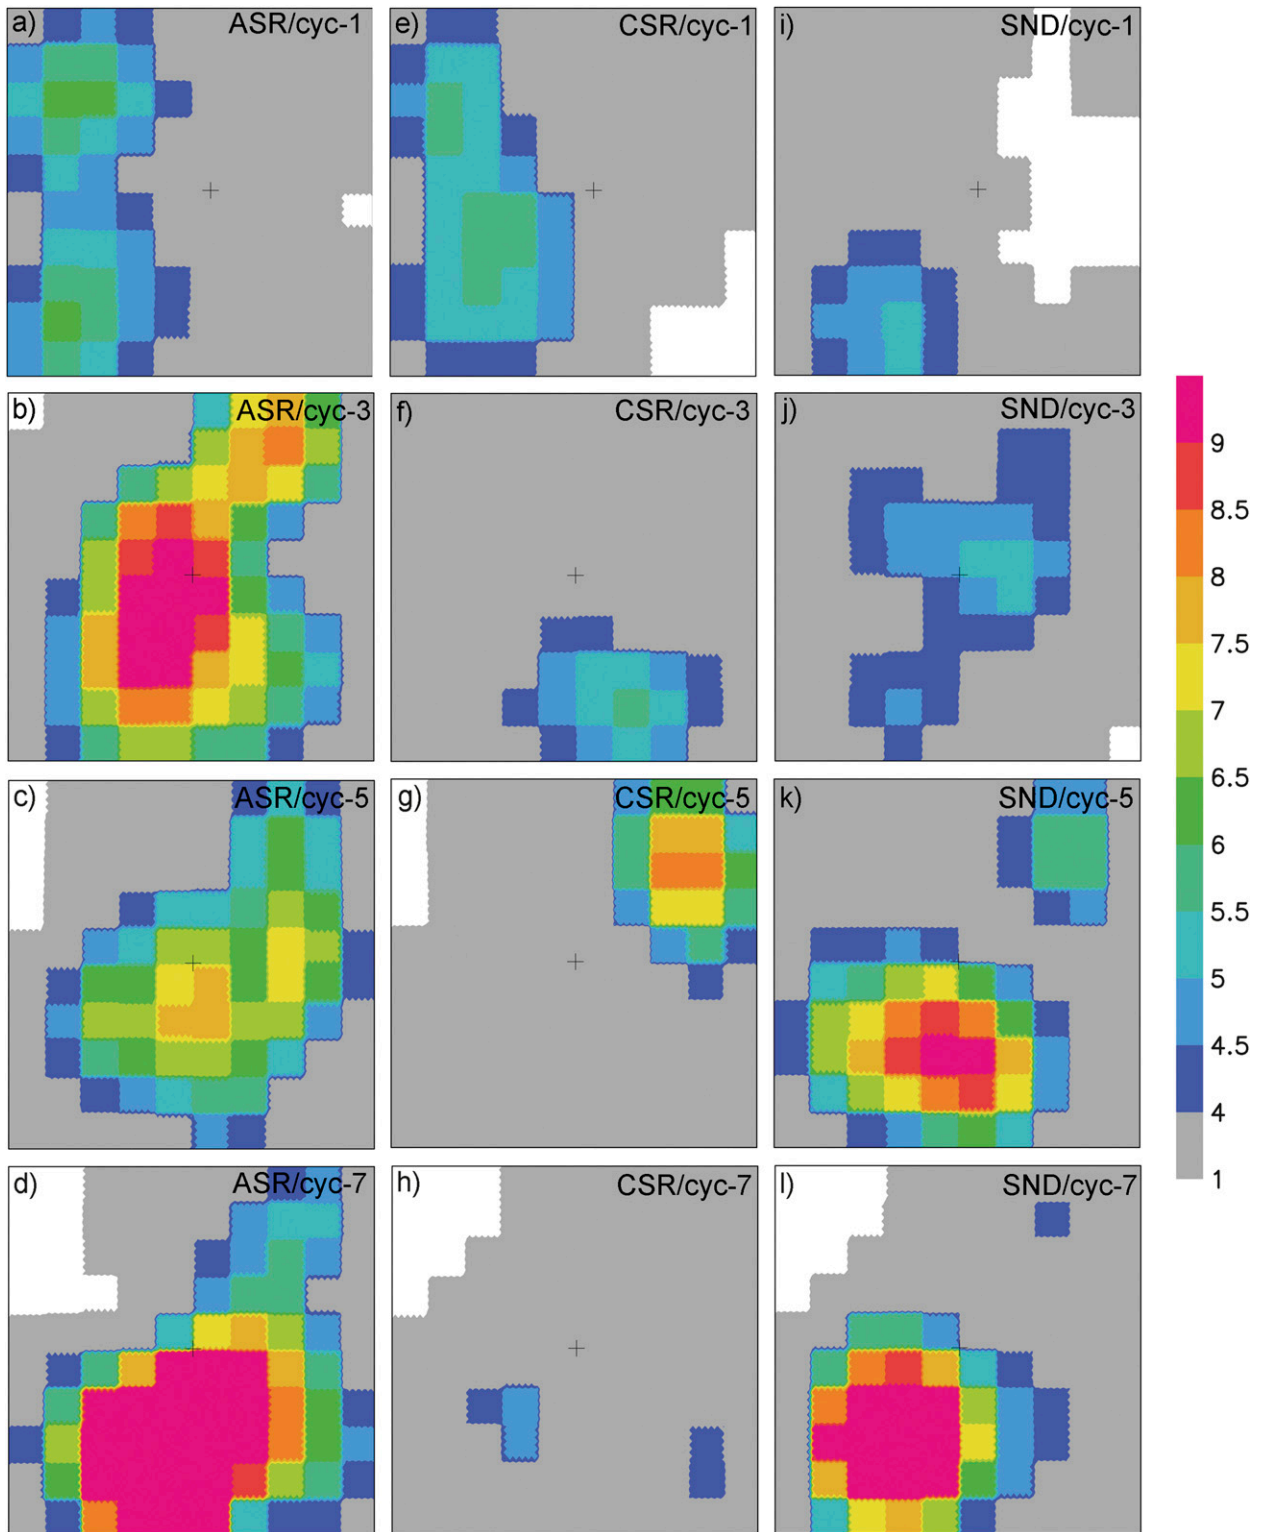 a) ASR/cyc-1
e) CSR/cyc-1
i) SND/cyc-1
b) ASR/cyc-3
f) CSR/cyc-3
j) SND/cyc-3
c) ASR/cyc-5
g) CSR/cyc-5
k) SND/cyc-5
d) ASR/cyc-7
h) CSR/cyc-7
l) SND/cyc-7
9
8.5
8
7.5
7
6.5
6
5.5
5
4.5
4
1